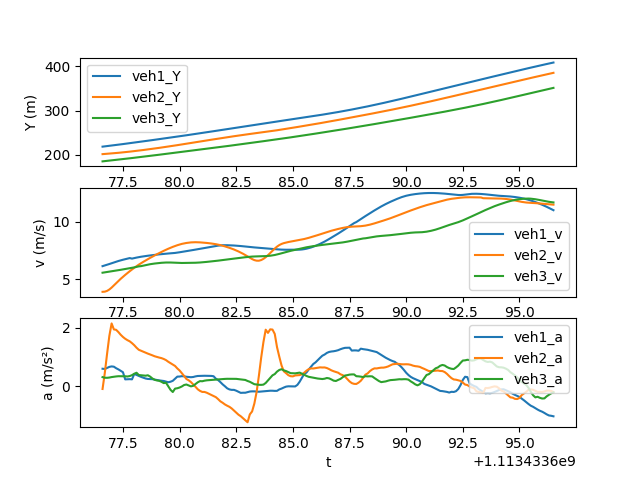 400
300
200
Y (m)
veh1_Y
veh2_Y
veh3_Y
77.5 80.0 82.5 85.0 87.5 90.0 92.5 95.0
10
5
v (m/s)
veh1_v
veh2_v
veh3_v
77.5 80.0 82.5 85.0 87.5 90.0 92.5 95.0
2
0
a (m/s²)
veh1_a
veh2_a
veh3_a
77.5 80.0 82.5 85.0 87.5 90.0 92.5 95.0
t
+1.1134336e9